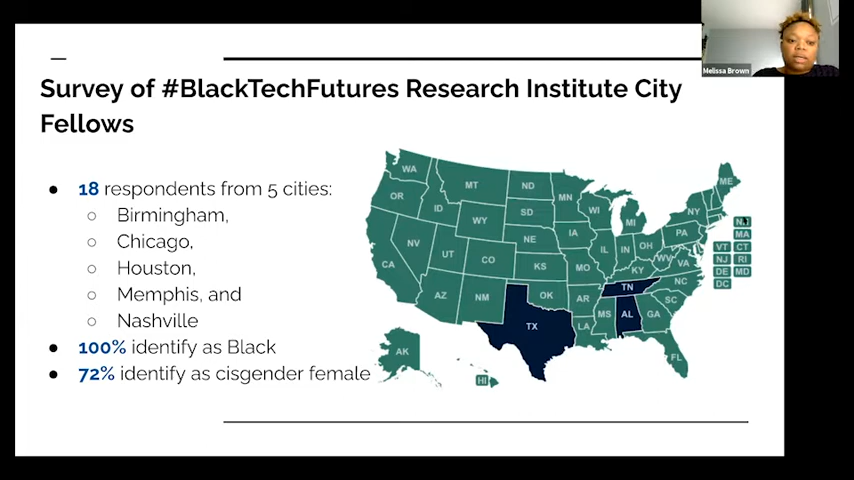 Melissa Brown
Survey of #BlackTechFutures Research Institute City
Fellows
● 18 respondents from 5 cities:
○ Birmingham,
○ Chicago,
○ Houston,
○ Memphis, and
○ Nashville
● 100% identify as Black
● 72% identify as cisgender female
WA
MT
ND
MN
ME
OR
ID
SD
WI
MI
NY
WY
IA
PA
NE
NV
UT
CO
IL
IN
OH
CA
KS
MO
KY
WV
VA
AZ
NM
OK
AR
TN
NC
SC
TX
LA
MS
AL
GA
FL
AK
HI
MA
VT CT
NJ RI
DE MD
DC